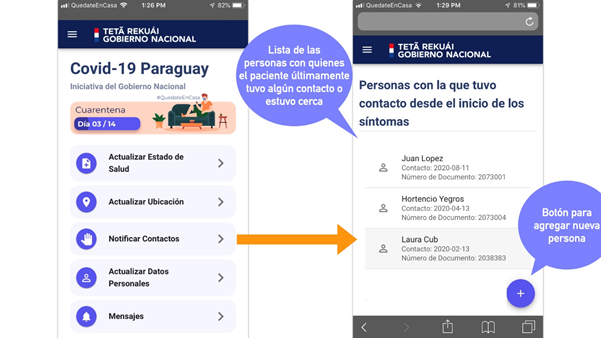 QuedateEnCasa
1:26 PM
82%
TETÃ REKUÁI
GOBIERNO NACIONAL
Covid-19 Paraguay
Iniciativa del Gobierno Nacional
#QuedateEnCasa
Cuarentena
Día 03 / 14
Actualizar Estado de
Salud
Actualizar Ubicación
Notificar Contactos
Actualizar Datos
Personales
Mensajes
Lista de las
personas con quienes
el paciente últimamente
tuvo algún contacto o
estuvo cerca
QuedateEnCasa
1:29 PM
81%
TETÃ REKUÁI
GOBIERNO NACIONAL
Personas con la que tuvo
contacto desde el inicio de los
síntomas
Juan Lopez
Contacto: 2020-08-11
Número de Documento: 2073001
Hortencio Yegros
Contacto: 2020-04-13
Número de Documento: 2073004
Laura Cub
Contacto: 2020-02-13
Número de Documento: 2038383
Botón para
agregar nueva
persona
+